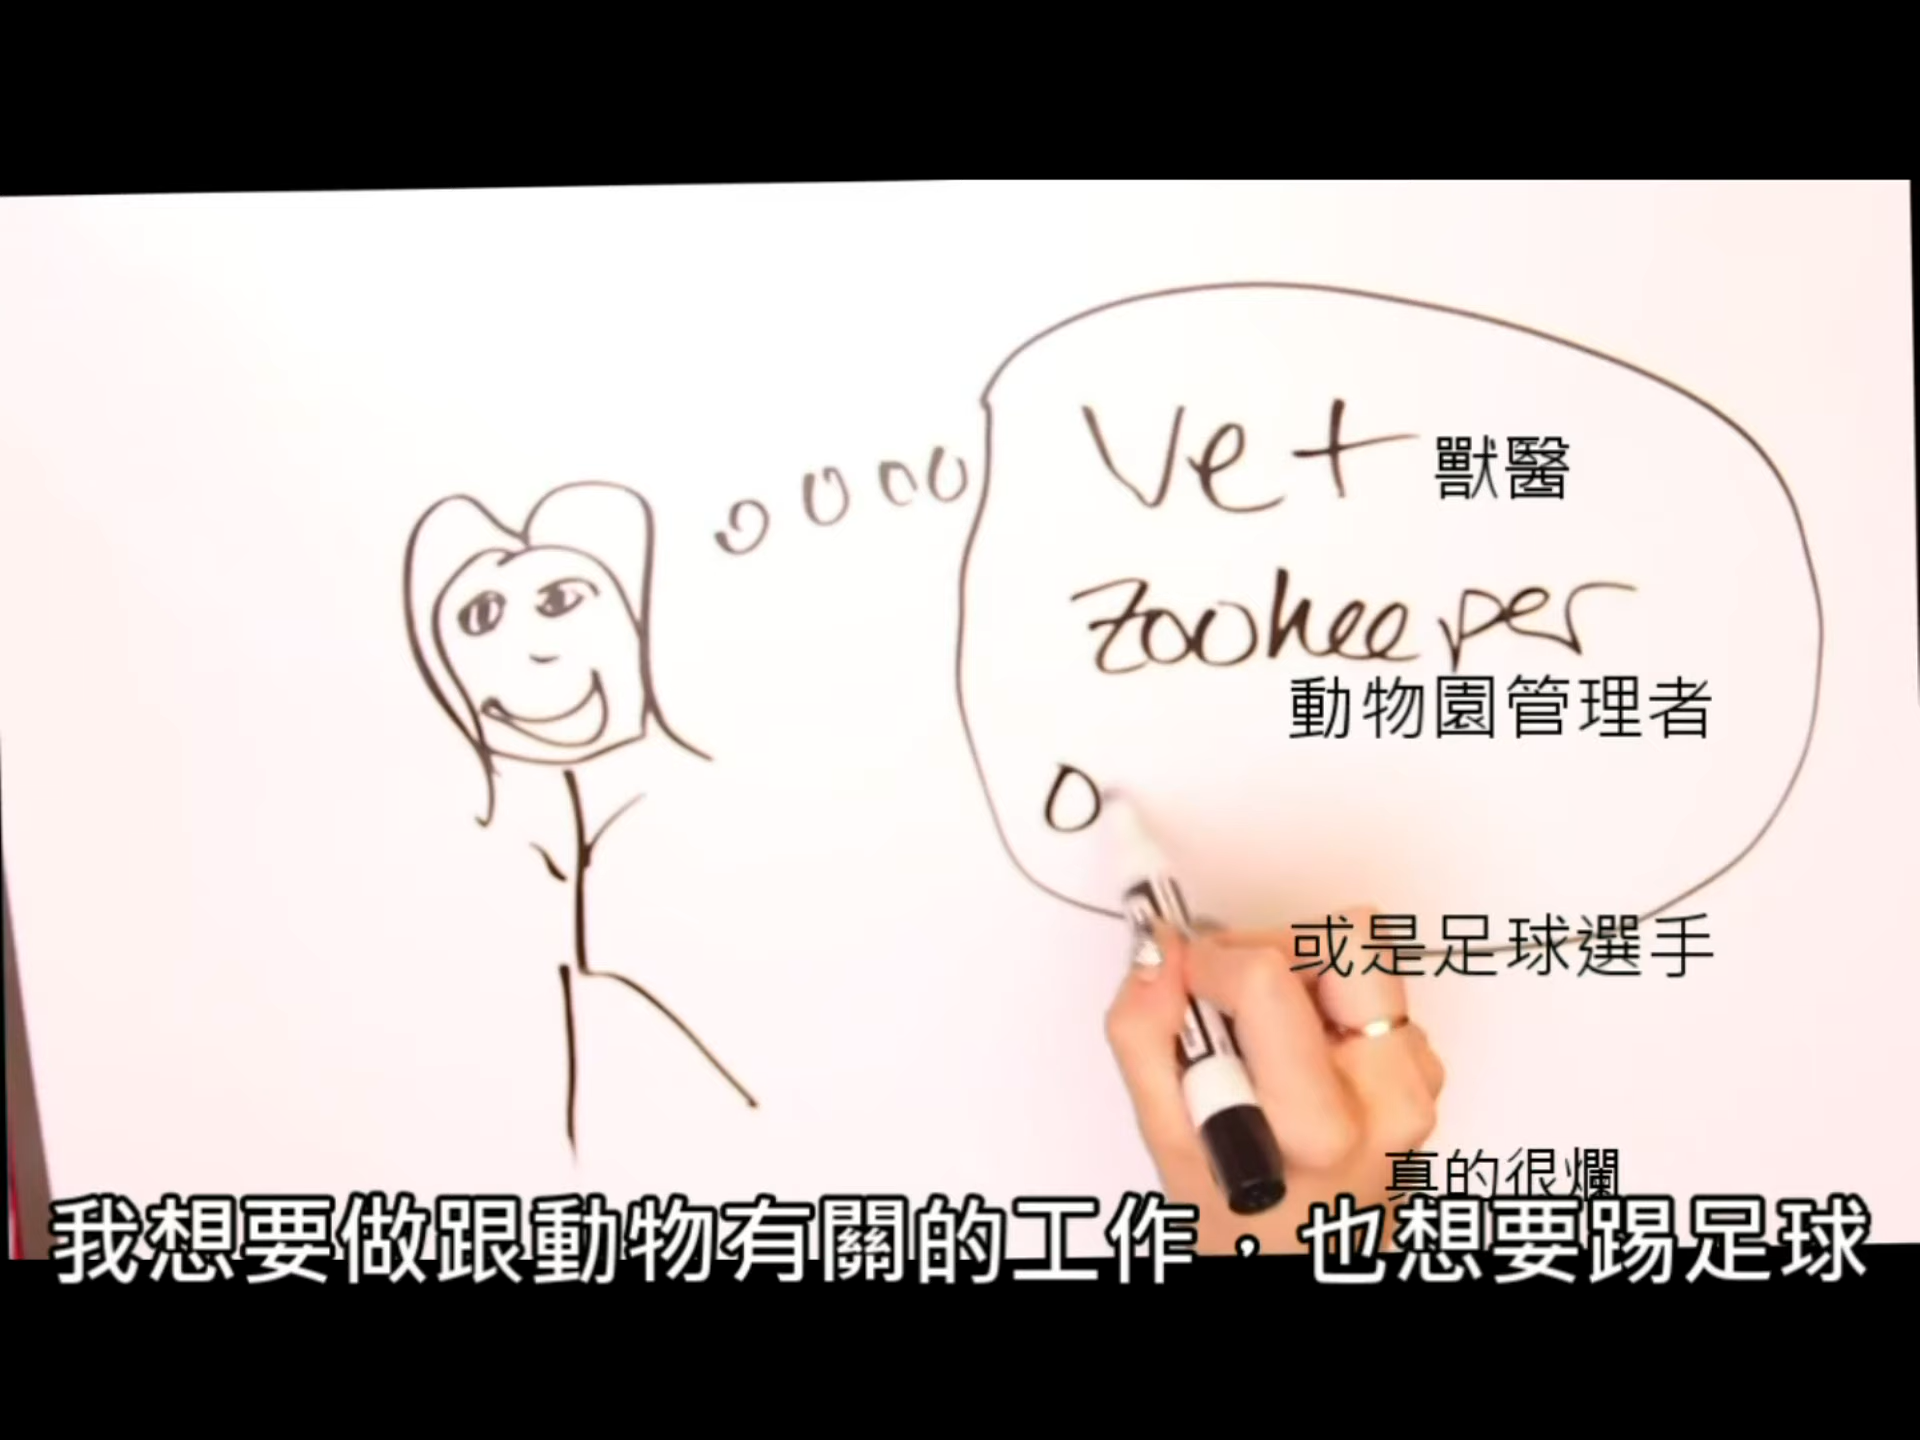 Vet 獸醫
zookeeper
動物園管理者
o
或是足球選手
真的很爛
我想要做跟動物有關的工作，也想要踢足球